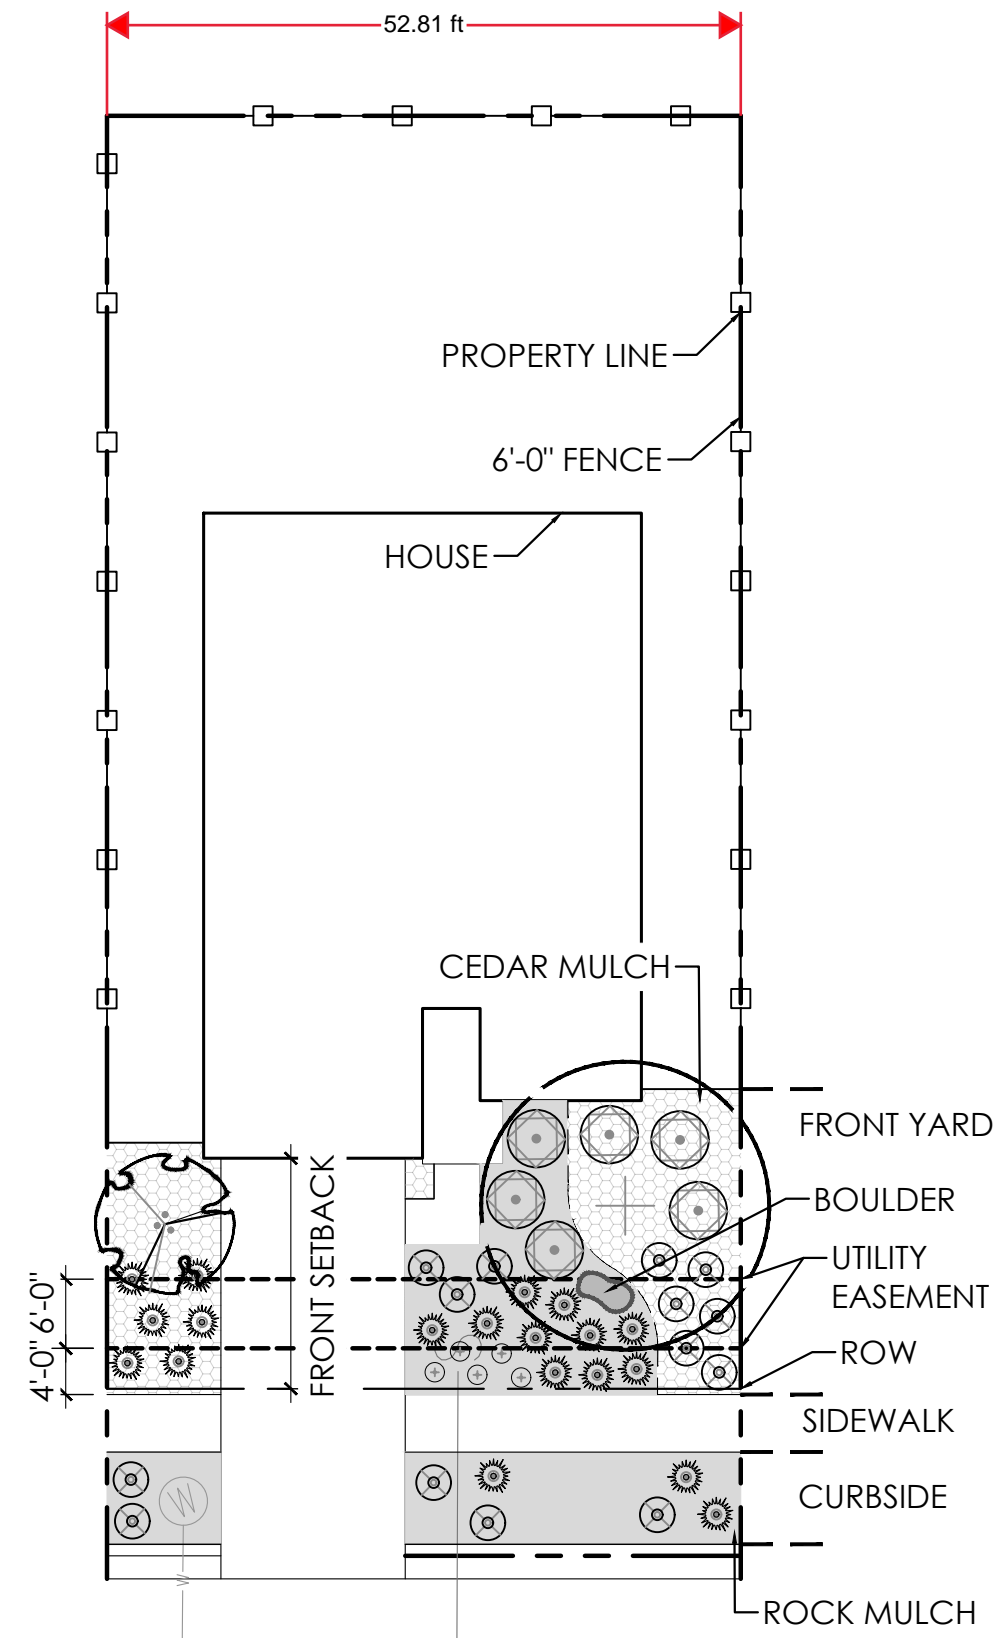 52.81 ft
PROPERTY LINE
6'-0" FENCE
HOUSE
CEDAR MULCH
FRONT YARD
FRONT SETBACK
BOULDER
UTILITY
EASEMENT
4'-0" 6'-0"
ROW
SIDEWALK
CURBSIDE
W
W
ROCK MULCH